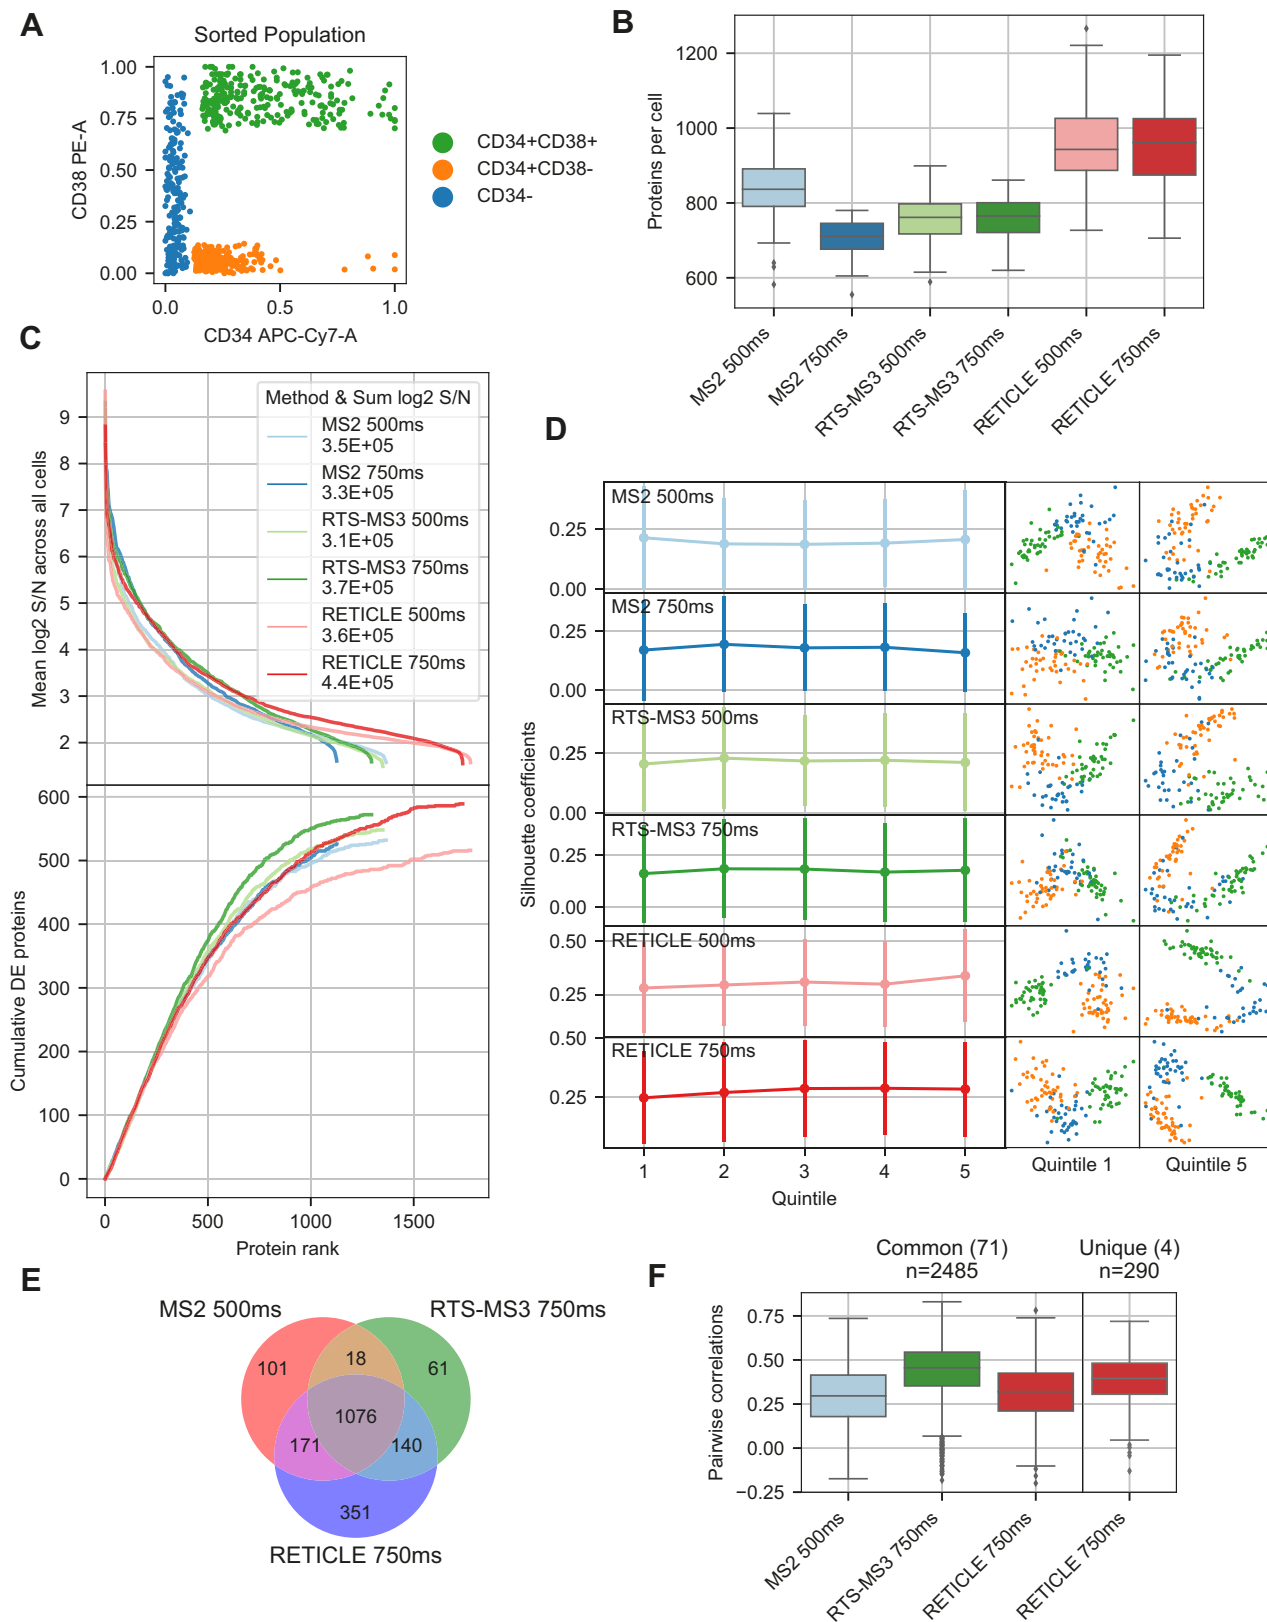 A
Sorted Population
1.00
0.75
0.50
0.25
0.00
CD38 PE-A
0.0
0.5
1.0
CD34 APC-Cy7-A
CD34+CD38+
CD34+CD38-
CD34-
B
1200
1000
800
600
Proteins per cell
MS2 500ms
MS2 750ms
RTS-MS3 500ms
RTS-MS3 750ms
RETICLE 500ms
RETICLE 750ms
C
9
8
7
6
5
4
3
2
Mean log2 S/N across all cells
Method & Sum log2 S/N
MS2 500ms
3.5E+05
MS2 750ms
3.3E+05
RTS-MS3 500ms
3.1E+05
RTS-MS3 750ms
3.7E+05
RETICLE 500ms
3.6E+05
RETICLE 750ms
4.4E+05
600
500
400
300
200
100
0
Cumulative DE proteins
0
500
1000
1500
Protein rank
D
Silhouette coefficients
MS2 500ms
0.25
0.00
MS2 750ms
0.25
0.00
RTS-MS3 500ms
0.25
0.00
RTS-MS3 750ms
0.25
0.00
RETICLE 500ms
0.50
0.25
0.50
RETICLE 750ms
0.25
1
2
3
4
5
Quintile
Quintile 1
Quintile 5
E
MS2 500ms
RTS-MS3 750ms
101
18
61
1076
171
140
351
RETICLE 750ms
F
Common (71)
n=2485
Unique (4)
n=290
0.75
0.50
0.25
0.00
−0.25
Pairwise correlations
MS2 500ms
RTS-MS3 750ms
RETICLE 750ms
RETICLE 750ms